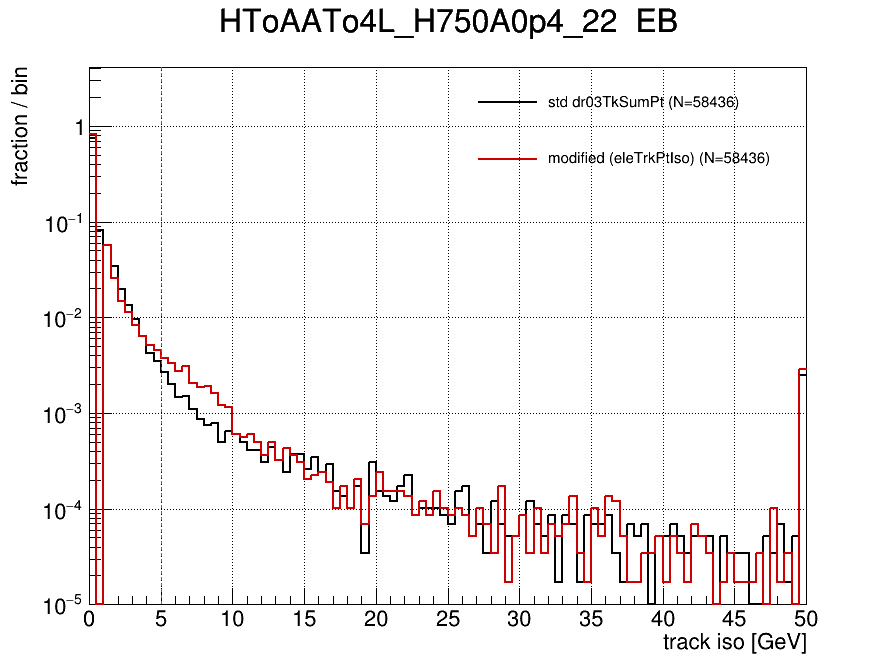 HToAATo4L_H750A0p4_22 EB
fraction / bin
std dr03TkSumPt (N=58436)
modified (eleTrkPtIso) (N=58436)
1
10⁻¹
10⁻²
10⁻³
10⁻⁴
10⁻⁵
0 5 10 15 20 25 30 35 40 45 50
track iso [GeV]